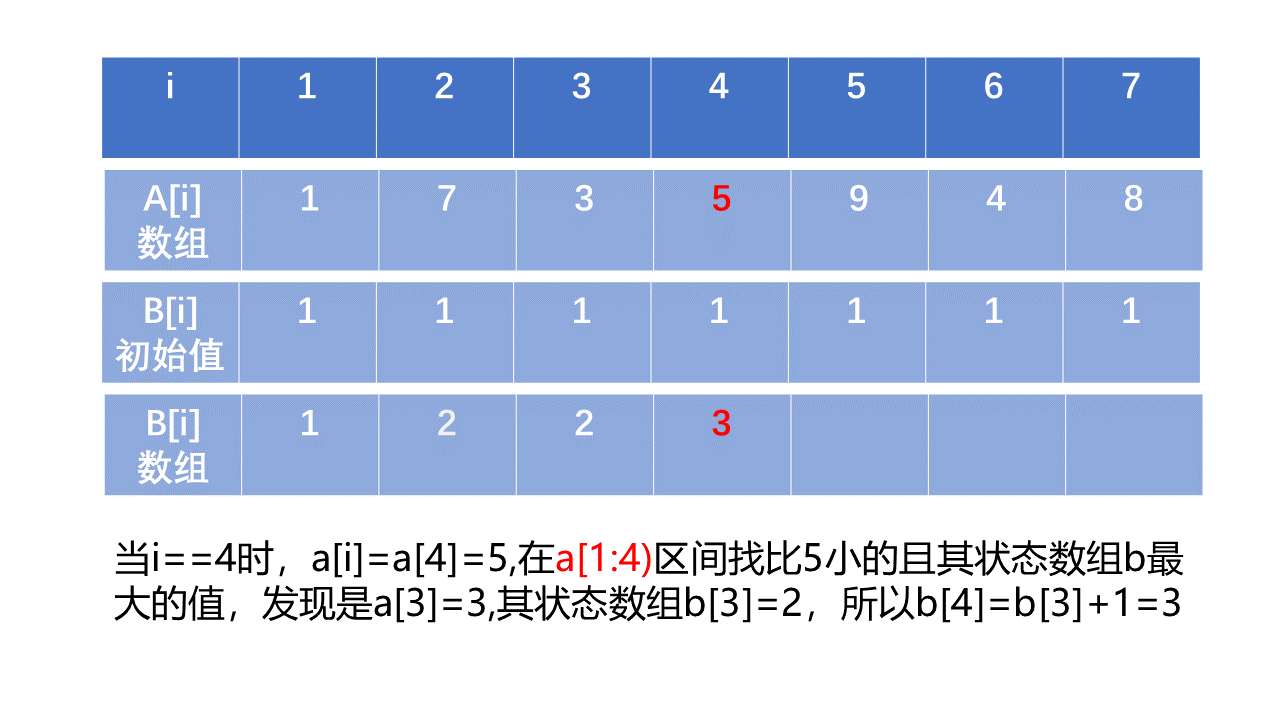 i 1 2 3 4 5 6 7
A[i] 1 7 3 5 9 4 8
数组
B[i] 1 1 1 1 1 1 1
初始值
B[i] 1 2 2 3
数组
当i==4时，a[i]=a[4]=5,在a[1:4)区间找比5小的且其状态数组b最
大的值，发现是a[3]=3,其状态数组b[3]=2，所以b[4]=b[3]+1=3